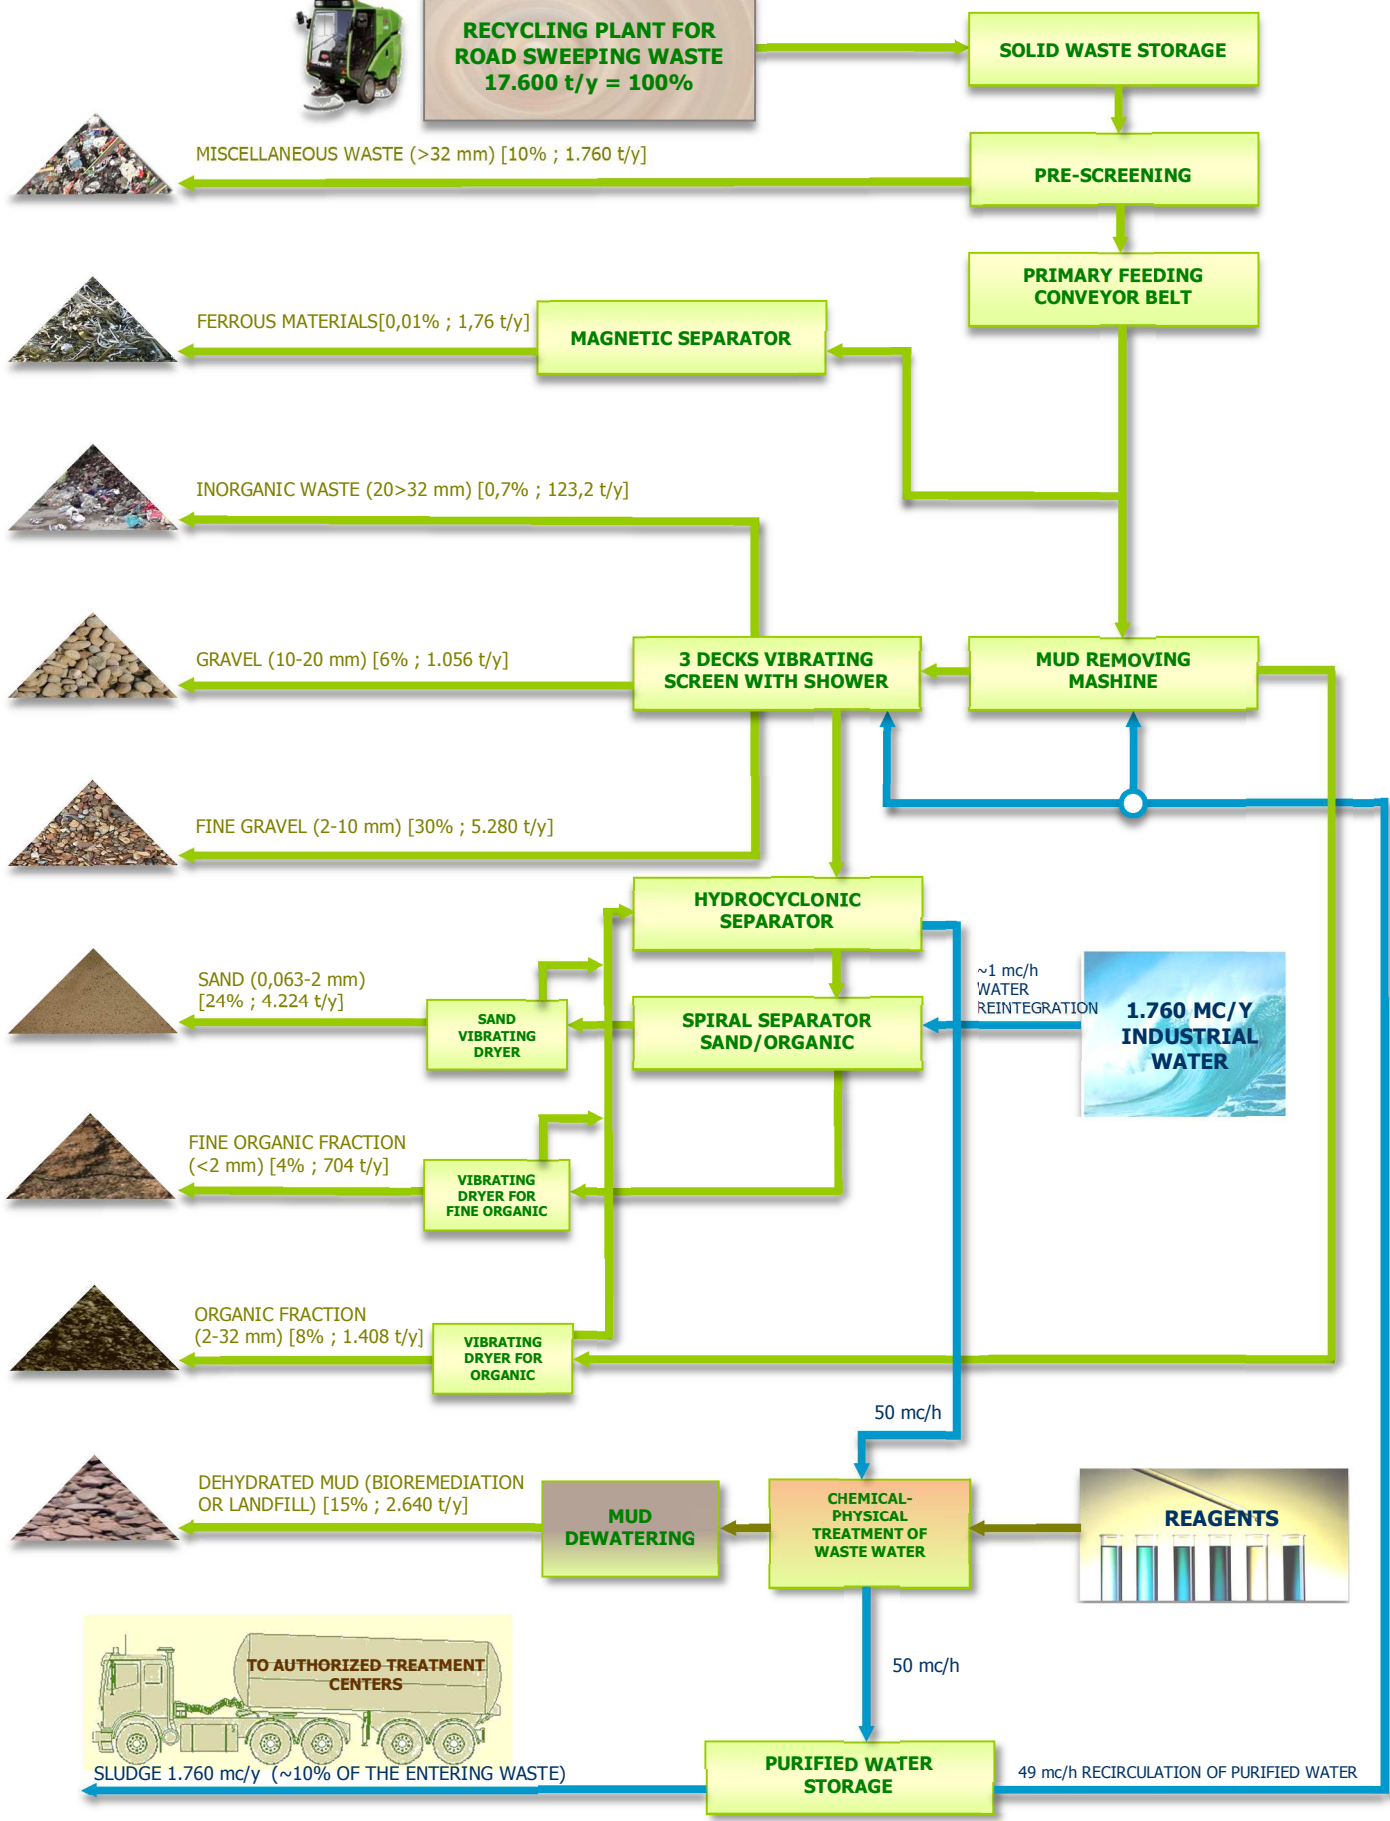 RECYCLING PLANT FOR
ROAD SWEEPING WASTE
17.600 t/y = 100%
SOLID WASTE STORAGE
MISCELLANEOUS WASTE (>32 mm) [10% ; 1.760 t/y]
PRE-SCREENING
PRIMARY FEEDING
CONVEYOR BELT
FERROUS MATERIALS[0,01% ; 1,76 t/y]
MAGNETIC SEPARATOR
INORGANIC WASTE (20>32 mm) [0,7% ; 123,2 t/y]
GRAVEL (10-20 mm) [6% ; 1.056 t/y]
3 DECKS VIBRATING
SCREEN WITH SHOWER
MUD REMOVING
MASHINE
FINE GRAVEL (2-10 mm) [30% ; 5.280 t/y]
HYDROCYCLONIC
SEPARATOR
SAND (0,063-2 mm)
[24% ; 4.224 t/y]
SAND
VIBRATING
DRYER
SPIRAL SEPARATOR
SAND/ORGANIC
~1 mc/h
WATER
REINTEGRATION
1.760 MC/Y
INDUSTRIAL
WATER
FINE ORGANIC FRACTION
(<2 mm) [4% ; 704 t/y]
VIBRATING
DRYER FOR
FINE ORGANIC
ORGANIC FRACTION
(2-32 mm) [8% ; 1.408 t/y]
VIBRATING
DRYER FOR
ORGANIC
50 mc/h
DEHYDRATED MUD (BIOREMEDIATION
OR LANDFILL) [15% ; 2.640 t/y]
MUD
DEWATERING
CHEMICAL-
PHYSICAL
TREATMENT OF
WASTE WATER
REAGENTS
50 mc/h
TO AUTHORIZED TREATMENT
CENTERS
SLUDGE 1.760 mc/y (~10% OF THE ENTERING WASTE)
PURIFIED WATER
STORAGE
49 mc/h RECIRCULATION OF PURIFIED WATER